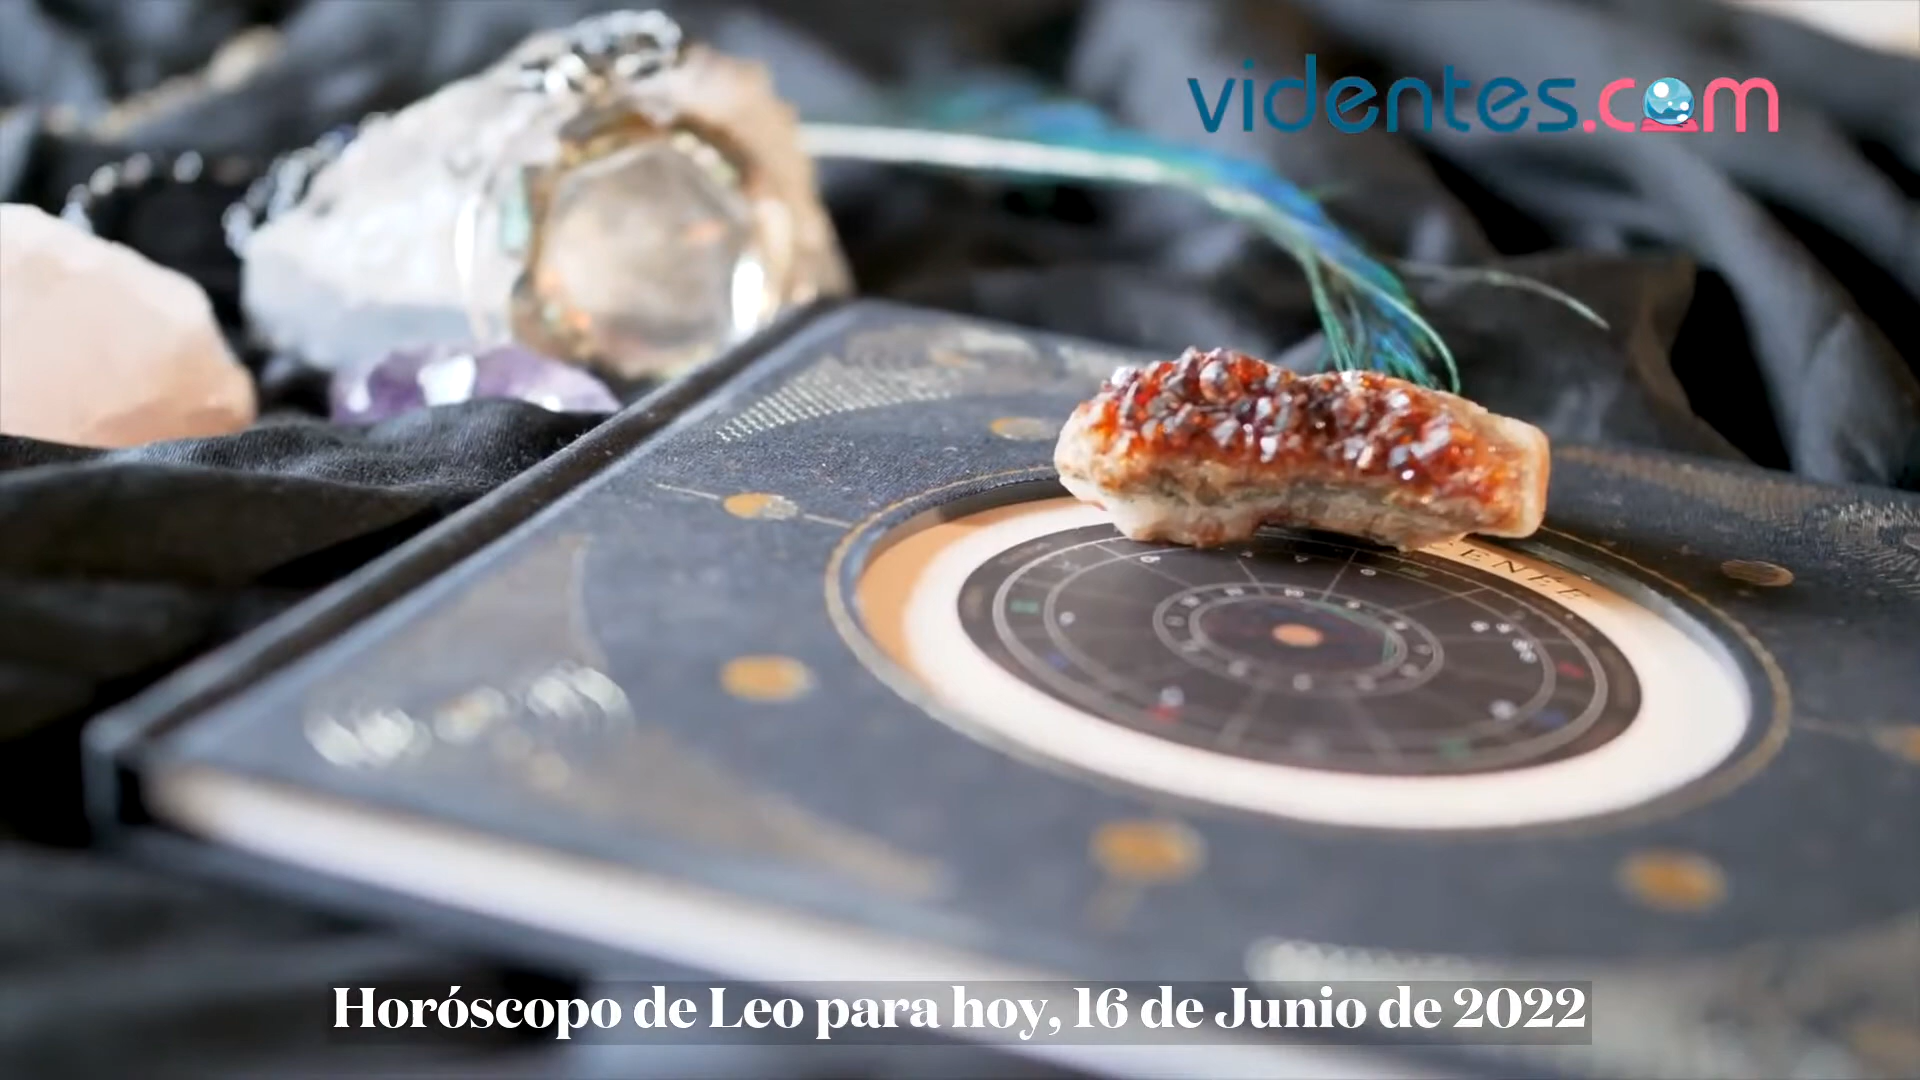 videntes.com
Horóscopo de Leo para hoy, 16 de Junio de 2022